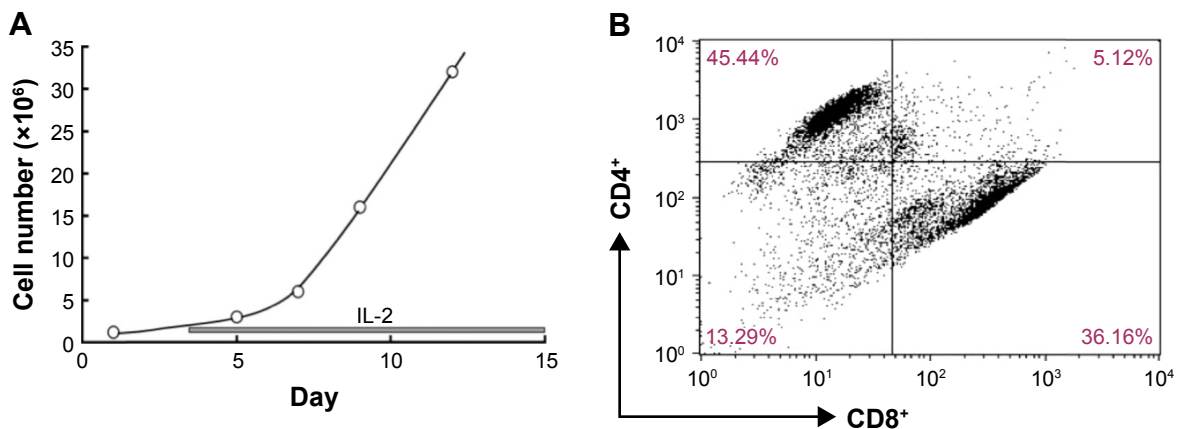 A
35
30
25
20
15
10
5
0
Cell number (×10⁶)
IL-2
0 5 10 15
Day
B
10⁴
10³
10²
10¹
10⁰
CD4⁺
45.44% 5.12%
13.29% 36.16%
10⁰ 10¹ 10² 10³ 10⁴
CD8⁺